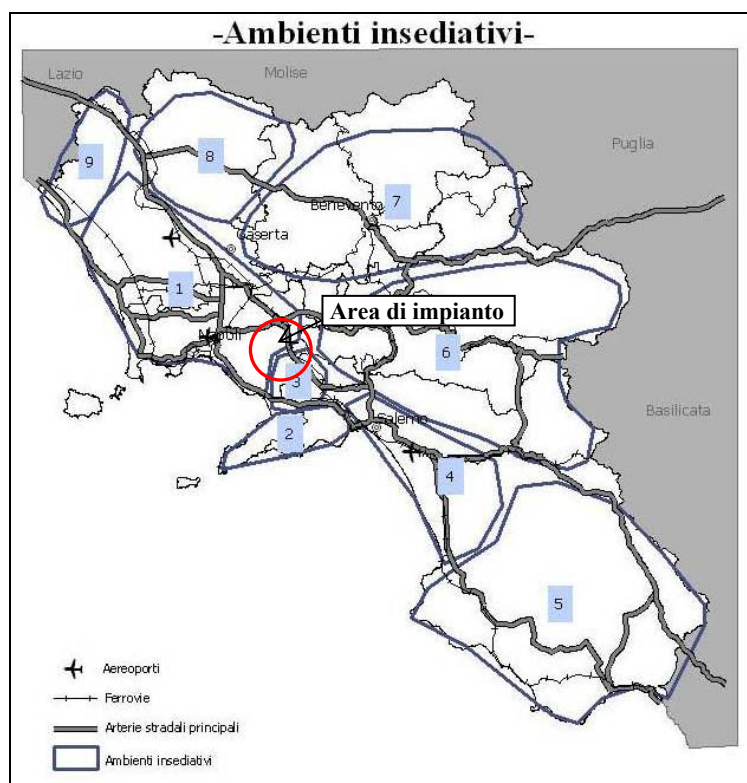 -Ambienti insediativi-
Lazio
Molise
Puglia
9
8
7
Benevento
Caserta
1
Area di impianto
Napoli
6
3
Basilicata
2
Salerno
4
5
Aereoporti
Ferrovie
Arterie stradali principali
Ambienti insediativi